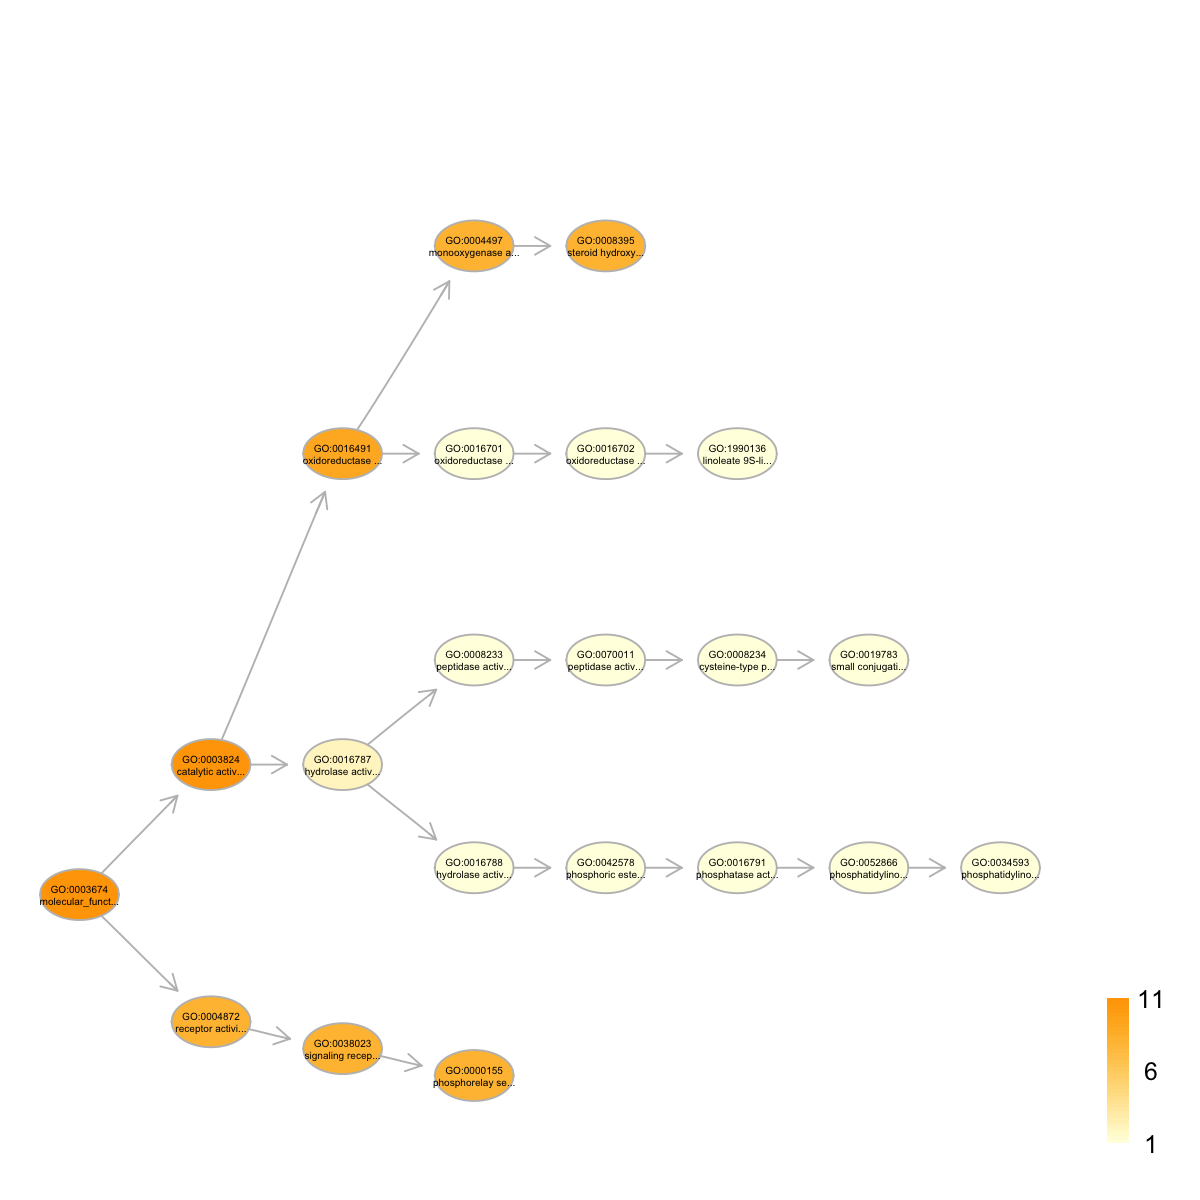 GO:0004497
monooxygenase a...
GO:0008395
steroid hydroxy...
GO:0016491
oxidoreductase ...
GO:0016701
oxidoreductase ...
GO:0016702
oxidoreductase ...
GO:1990136
linoleate 9S-li...
GO:0008233
peptidase activ...
GO:0070011
peptidase activ...
GO:0008234
cysteine-type p...
GO:0019783
small conjugati...
GO:0003824
catalytic activ...
GO:0016787
hydrolase activ...
GO:0016788
hydrolase activ...
GO:0042578
phosphoric este...
GO:0016791
phosphatase act...
GO:0052866
phosphatidylino...
GO:0034593
phosphatidylino...
GO:0003674
molecular_funct...
GO:0004872
receptor activi...
GO:0038023
signaling recep...
GO:0000155
phosphorelay se...
11
6
1